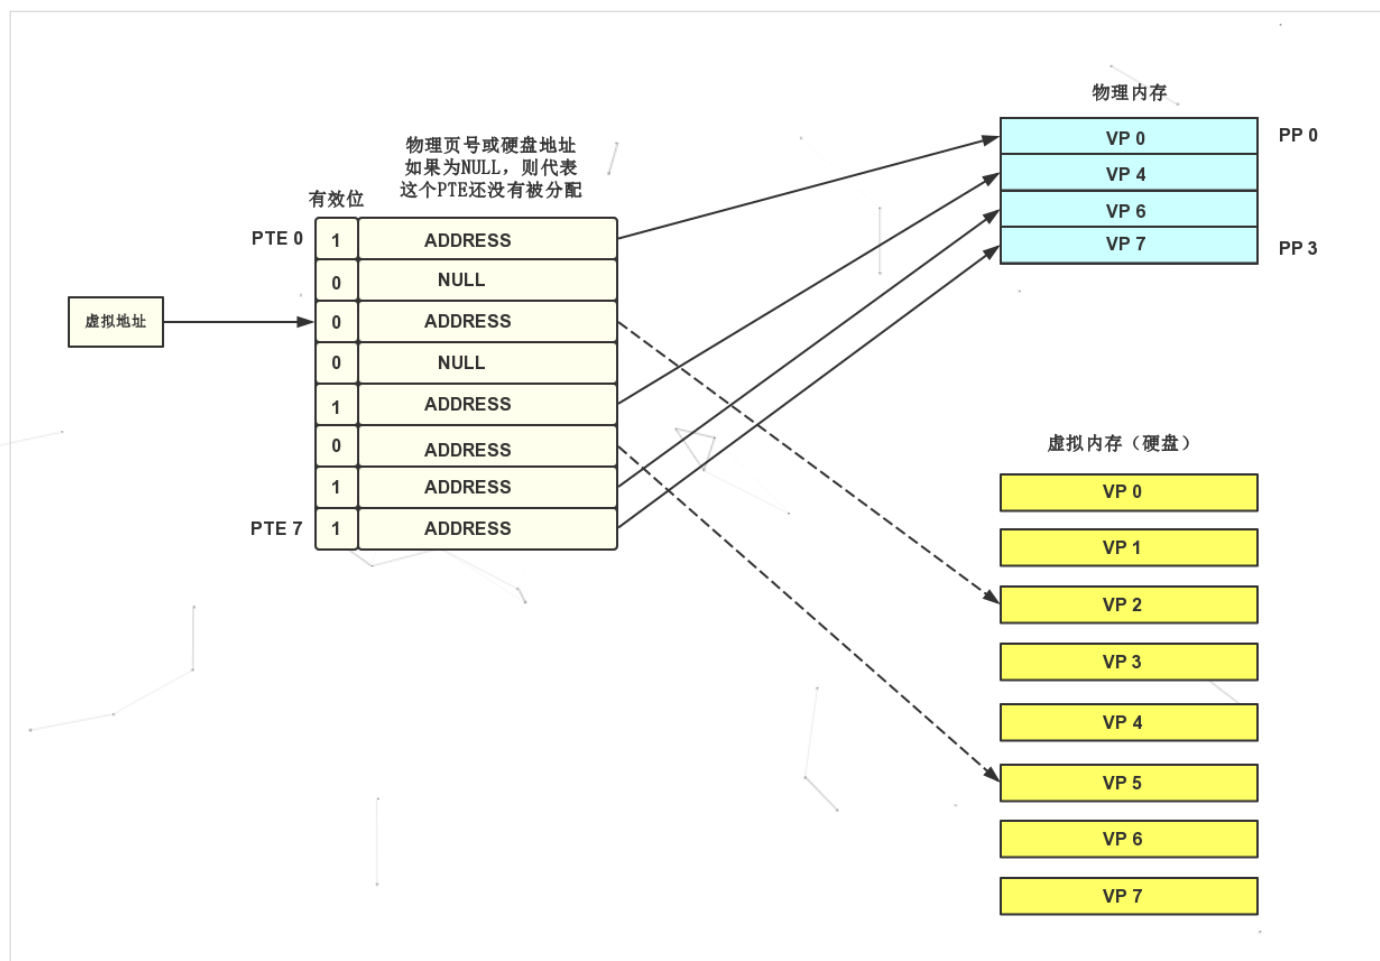 物理内存
VP 0
PP 0
VP 4
VP 6
VP 7
PP 3
物理页号或硬盘地址
如果为NULL，则代表
这个PTE还没有被分配
有效位
PTE 0
1
ADDRESS
0
NULL
虚拟地址
0
ADDRESS
0
NULL
1
ADDRESS
0
ADDRESS
1
ADDRESS
PTE 7
1
ADDRESS
虚拟内存（硬盘）
VP 0
VP 1
VP 2
VP 3
VP 4
VP 5
VP 6
VP 7